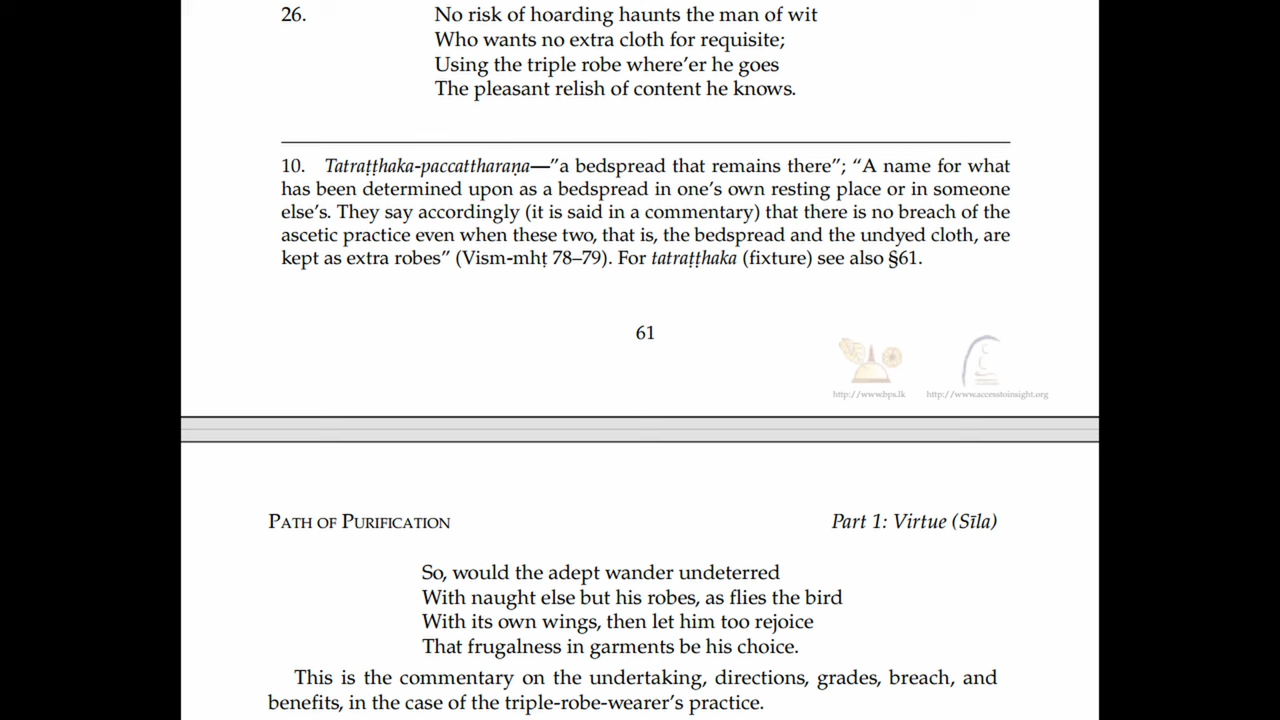 26. No risk of hoarding haunts the man of wit
Who wants no extra cloth for requisite;
Using the triple robe where’er he goes
The pleasant relish of content he knows.
10. Tatraṭṭhaka-paccattharaṇa—”a bedspread that remains there”; “A name for what
has been determined upon as a bedspread in one’s own resting place or in someone
else’s. They say accordingly (it is said in a commentary) that there is no breach of the
ascetic practice even when these two, that is, the bedspread and the undyed cloth, are
kept as extra robes” (Vism-mhṭ 78–79). For tatraṭṭhaka (fixture) see also §61.
61
http://www.bps.lk http://www.accesstoinsight.org
PATH OF PURIFICATION Part 1: Virtue (Sīla)
So, would the adept wander undeterred
With naught else but his robes, as flies the bird
With its own wings, then let him too rejoice
That frugalness in garments be his choice.
This is the commentary on the undertaking, directions, grades, breach, and
benefits, in the case of the triple-robe-wearer’s practice.